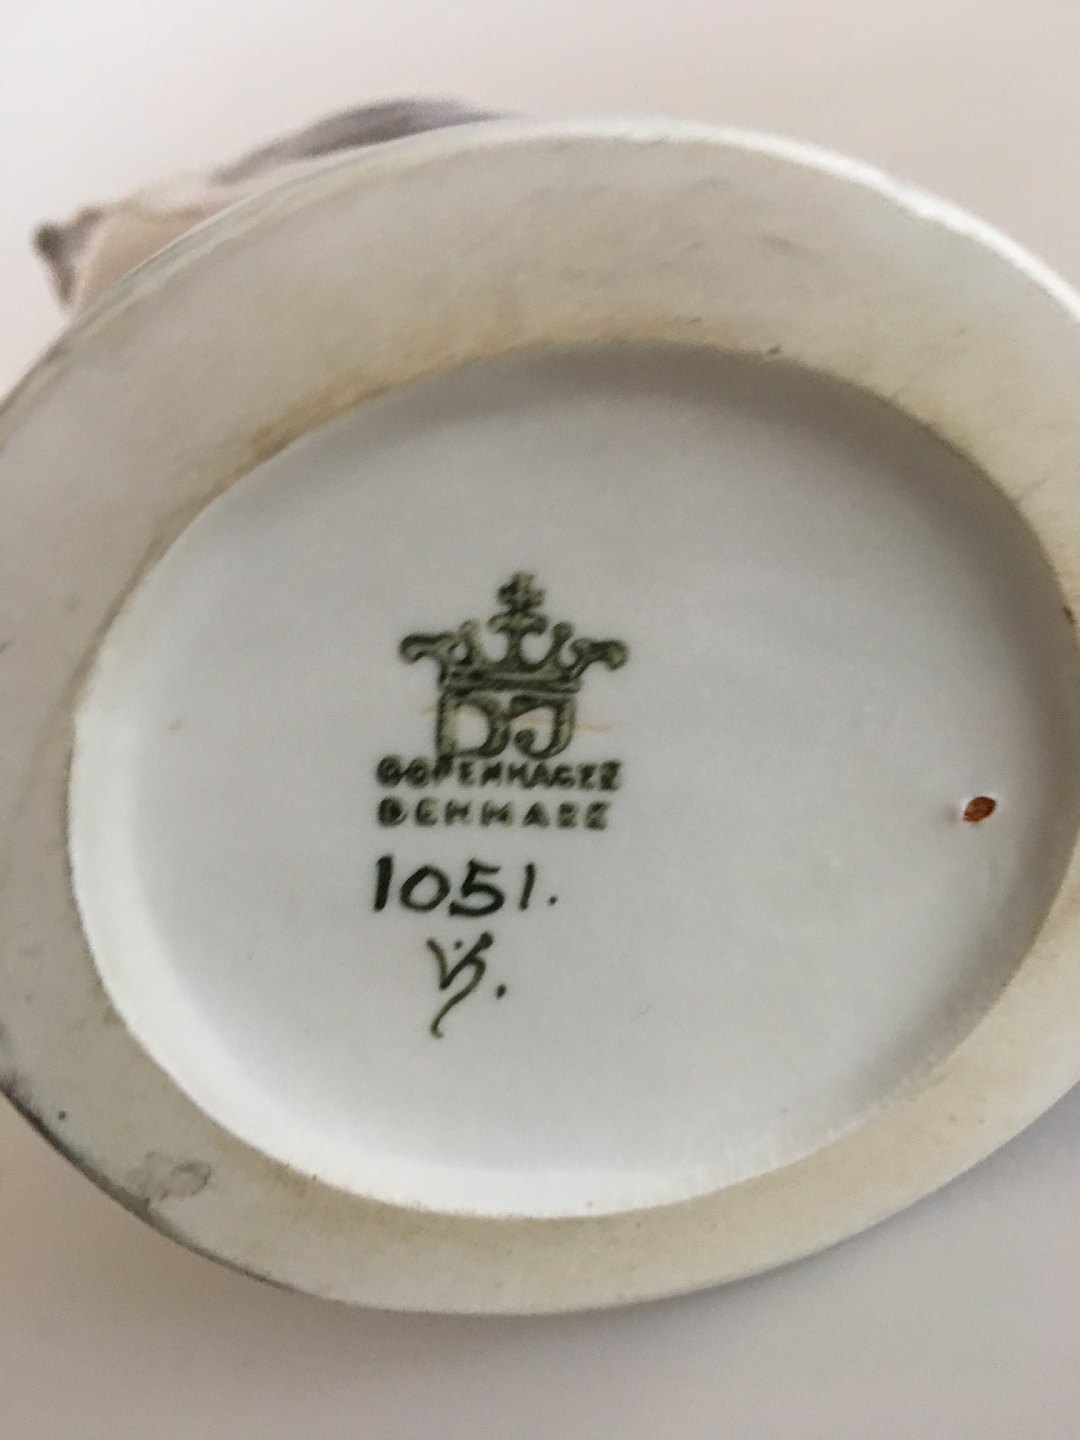 DJ
COPENHAGEN
DENMARK
1051.